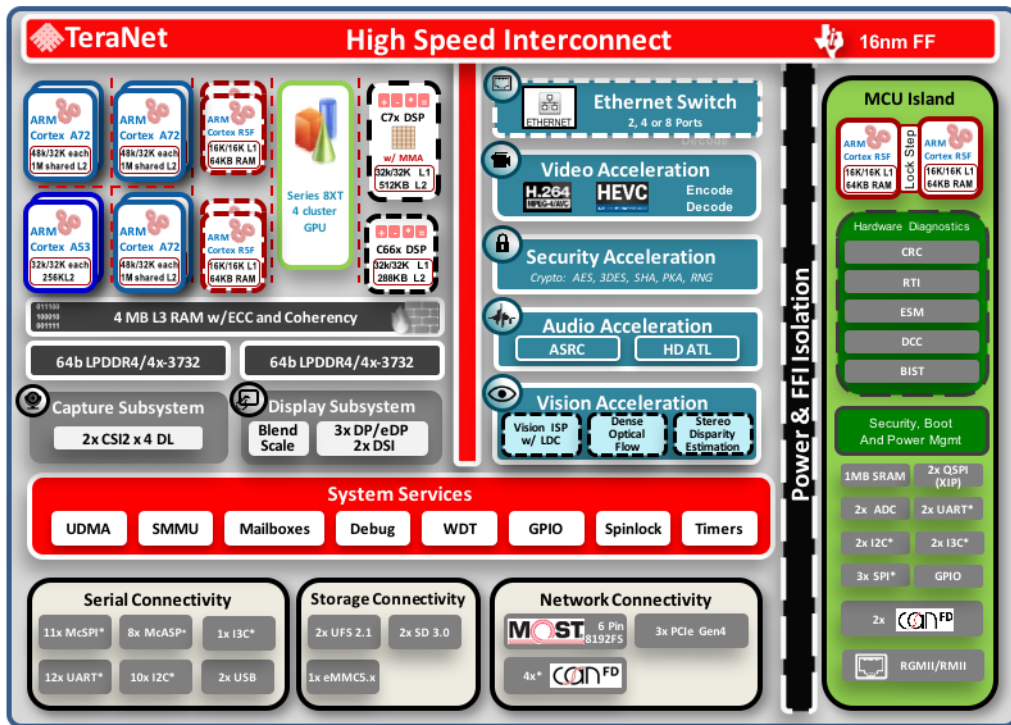 TeraNet
High Speed Interconnect
16nm FF
ARM
Cortex A72
48k/32K each
1M shared L2
ARM
Cortex A72
48k/32K each
1M shared L2
ARM
Cortex R5F
16K/16K L1
64KB RAM
Series 8XT
4 cluster
GPU
C7x DSP
w/ MMA
32k/32K L1
512KB L2
ARM
Cortex A53
32k/32K each
256KL2
ARM
Cortex A72
48k/32K each
1M shared L2
ARM
Cortex R5F
16K/16K L1
64KB RAM
C66x DSP
32k/32K L1
288KB L2
011100
100010
001111
4 MB L3 RAM w/ECC and Coherency
64b LPDDR4/4x-3732
64b LPDDR4/4x-3732
Capture Subsystem
2x CSI2 x 4 DL
Display Subsystem
Blend
Scale
3x DP/eDP
2x DSI
ETHERNET
Ethernet Switch
2, 4 or 8 Ports
Decode
Video Acceleration
H.264
MPEG-4/AVC
HEVC
Encode
Decode
Security Acceleration
Crypto: AES, 3DES, SHA, PKA, RNG
Audio Acceleration
ASRC
HD ATL
Vision Acceleration
Vision ISP
w/ LDC
Dense
Optical
Flow
Stereo
Disparity
Estimation
System Services
UDMA
SMMU
Mailboxes
Debug
WDT
GPIO
Spinlock
Timers
Serial Connectivity
11x McSPI*
8x McASP*
1x I3C*
12x UART*
10x I2C*
2x USB
Storage Connectivity
2x UFS 2.1
2x SD 3.0
1x eMMC5.x
Network Connectivity
MOST
6 Pin
8192FS
3x PCIe Gen4
4x*
CAN FD
Power & FFI Isolation
MCU Island
ARM
Cortex R5F
16K/16K L1
64KB RAM
Lock Step
ARM
Cortex R5F
16K/16K L1
64KB RAM
Hardware Diagnostics
CRC
RTI
ESM
DCC
BIST
Security, Boot
And Power Mgmt
1MB SRAM
2x QSPI
(XIP)
2x ADC
2x UART*
2x I2C*
2x I3C*
3x SPI*
GPIO
2x
CAN FD
RGMII/RMII